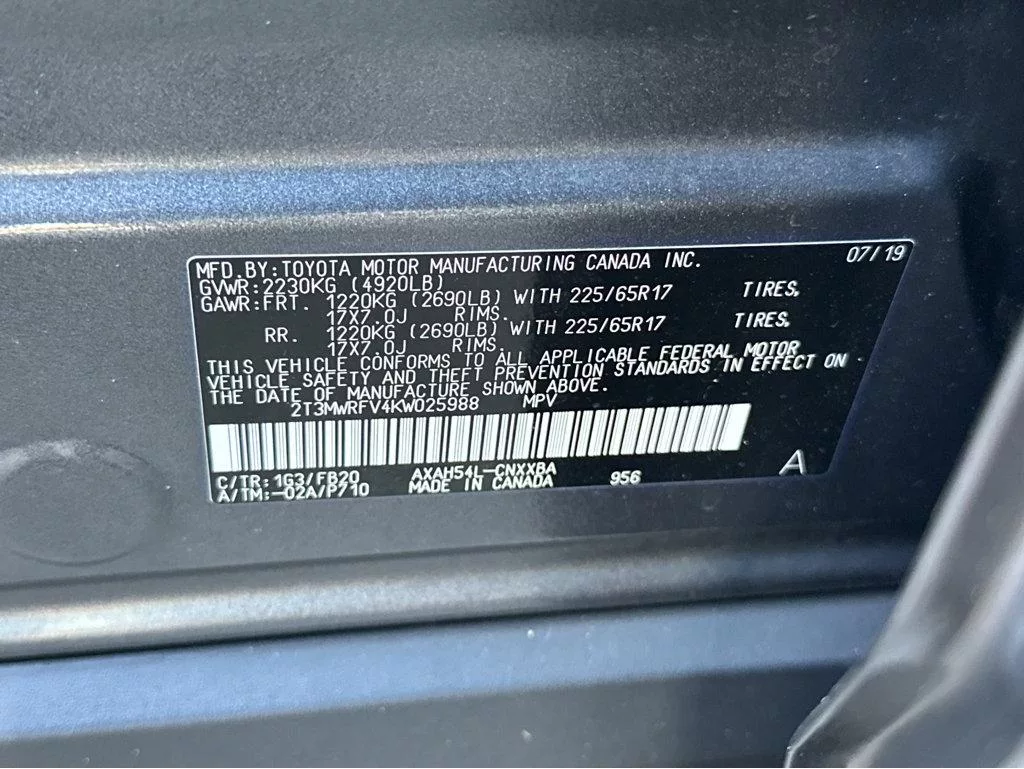 MFD.BY:TOYOTA MOTOR MANUFACTURING CANADA INC. 07/19
GVWR:2230KG (4920LB)
GAWR:FRT. 1220KG (2690LB) WITH 225/65R17 TIRES,
17X7.0J RIMS.
RR. 1220KG (2690LB) WITH 225/65R17 TIRES,
17X7.0J RIMS.
THIS VEHICLE CONFORMS TO ALL APPLICABLE FEDERAL MOTOR
VEHICLE SAFETY AND THEFT PREVENTION STANDARDS IN EFFECT ON
THE DATE OF MANUFACTURE SHOWN ABOVE.
2T3MWRFV4KW025988 MPV
C/TR:1G3/FB20 AXAH54L-CNXXBA A
A/TM:-02A/P710 MADE IN CANADA 956